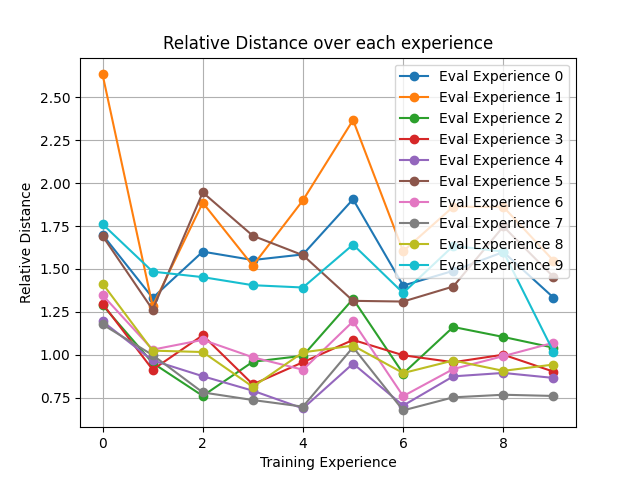 Relative Distance over each experience
Relative Distance
2.50
2.25
2.00
1.75
1.50
1.25
1.00
0.75
Eval Experience 0
Eval Experience 1
Eval Experience 2
Eval Experience 3
Eval Experience 4
Eval Experience 5
Eval Experience 6
Eval Experience 7
Eval Experience 8
Eval Experience 9
0 2 4 6 8
Training Experience